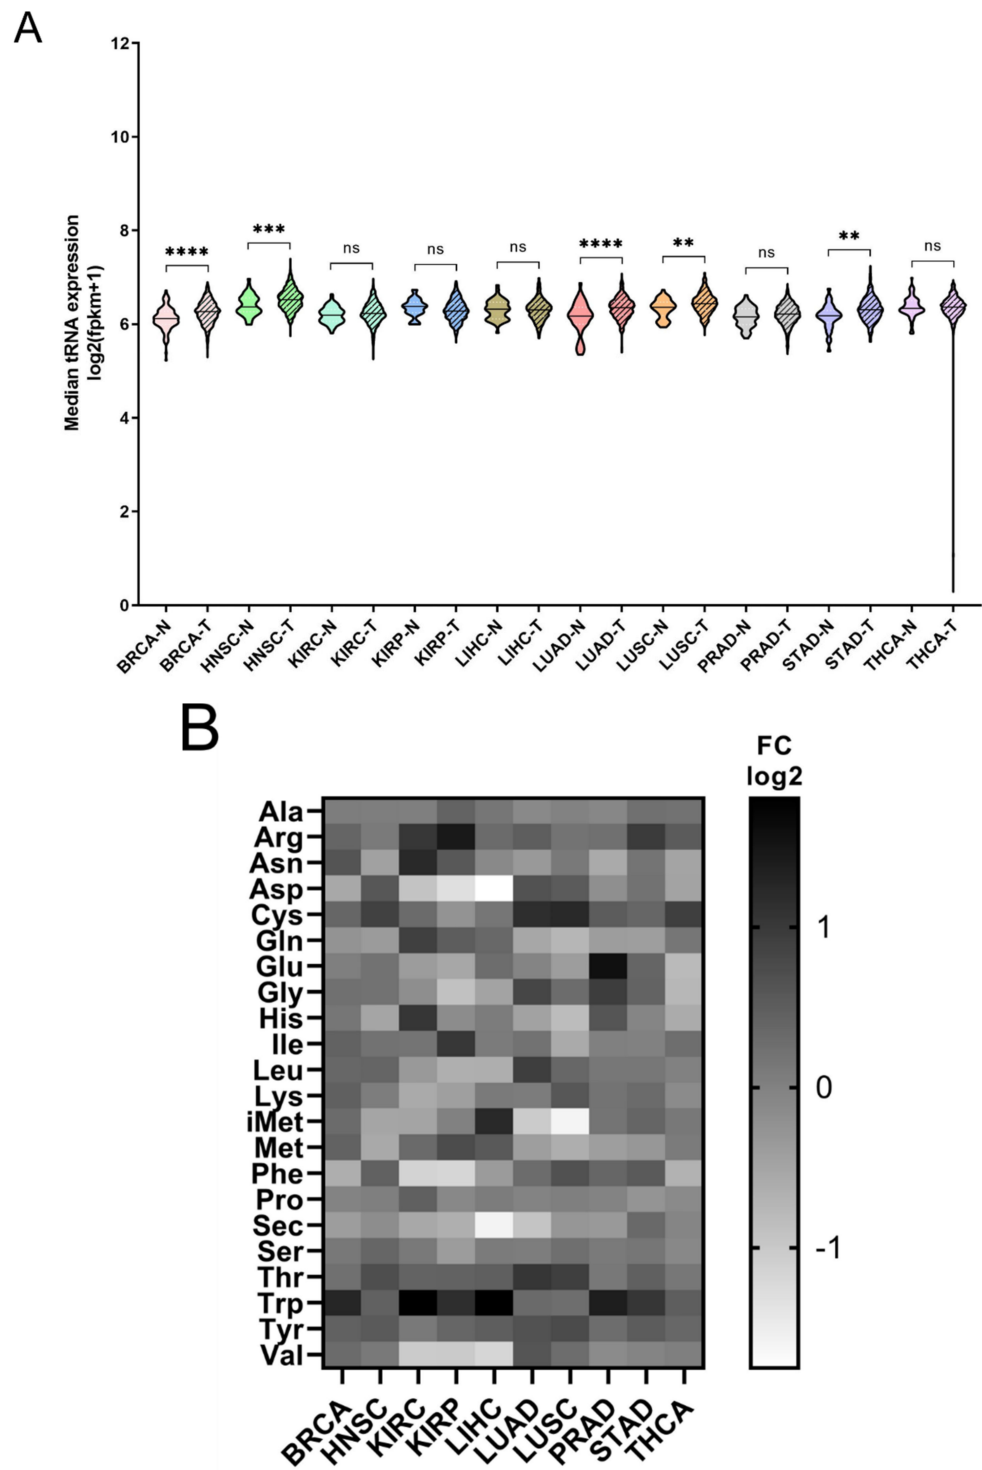 A
Median tRNA expression
log2(fpkm+1)
12
10
8
6
4
2
0
**** *** ns ns ns **** ** ns ** ns
BRCA-N BRCA-T HNSC-N HNSC-T KIRC-N KIRC-T KIRP-N KIRP-T LIHC-N LIHC-T LUAD-N LUAD-T LUSC-N LUSC-T PRAD-N PRAD-T STAD-N STAD-T THCA-N THCA-T
B
FC
log2
Ala
Arg
Asn
Asp
Cys
Gln
Glu
Gly
His
Ile
Leu
Lys
iMet
Met
Phe
Pro
Sec
Ser
Thr
Trp
Tyr
Val
1
0
-1
BRCA HNSC KIRC KIRP LIHC LUAD LUSC PRAD STAD THCA